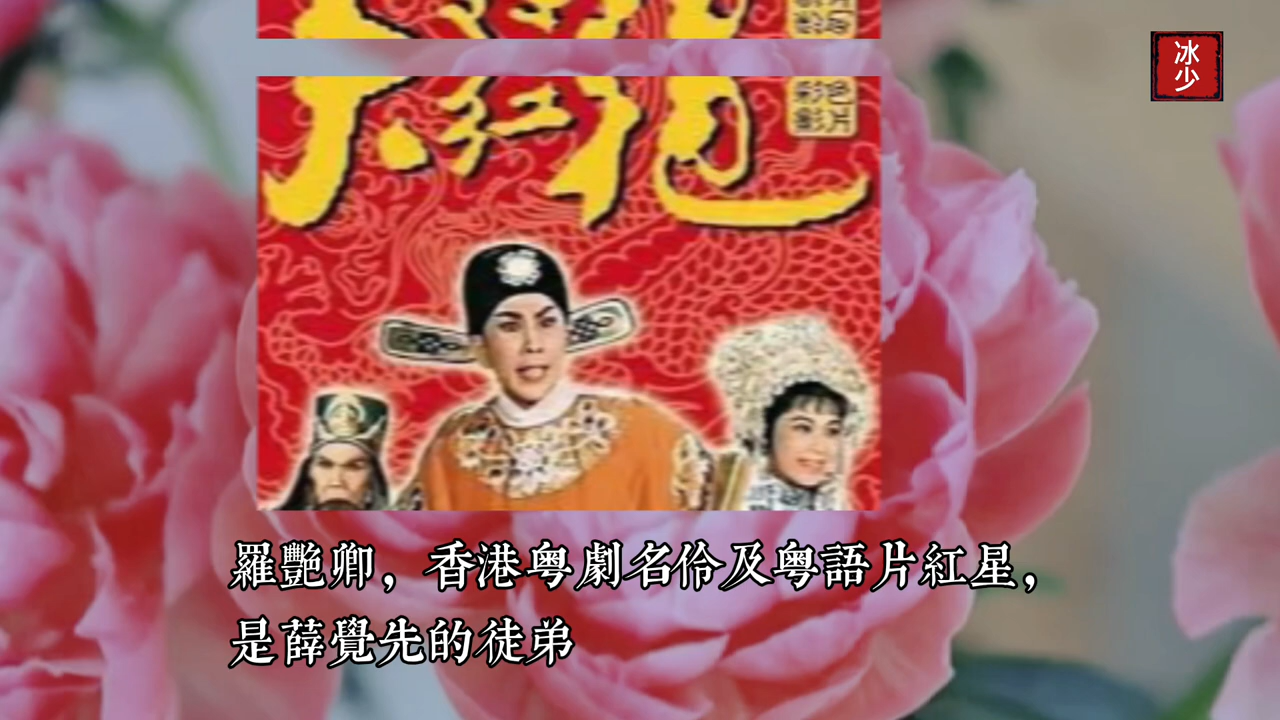 大紅袍
彩色
影片
冰少
羅艷卿，香港粵劇名伶及粵語片紅星，
是薛覺先的徒弟